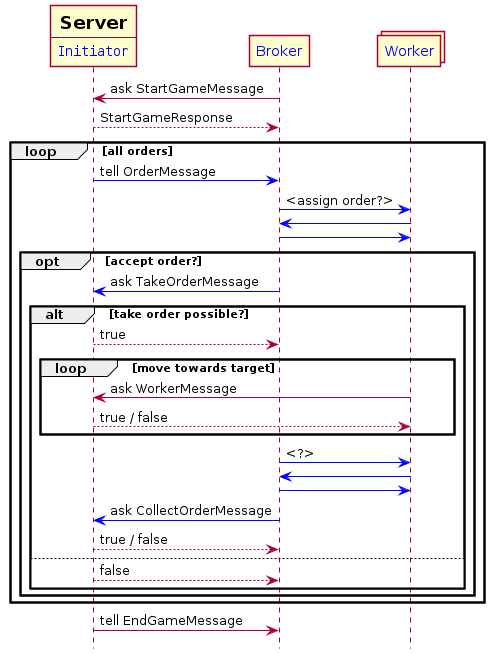 Server
Initiator
Broker
Worker
ask StartGameMessage
StartGameResponse
loop [all orders]
tell OrderMessage
<assign order?>
opt [accept order?]
ask TakeOrderMessage
alt [take order possible?]
true
loop [move towards target]
ask WorkerMessage
true / false
<?>
ask CollectOrderMessage
true / false
false
tell EndGameMessage